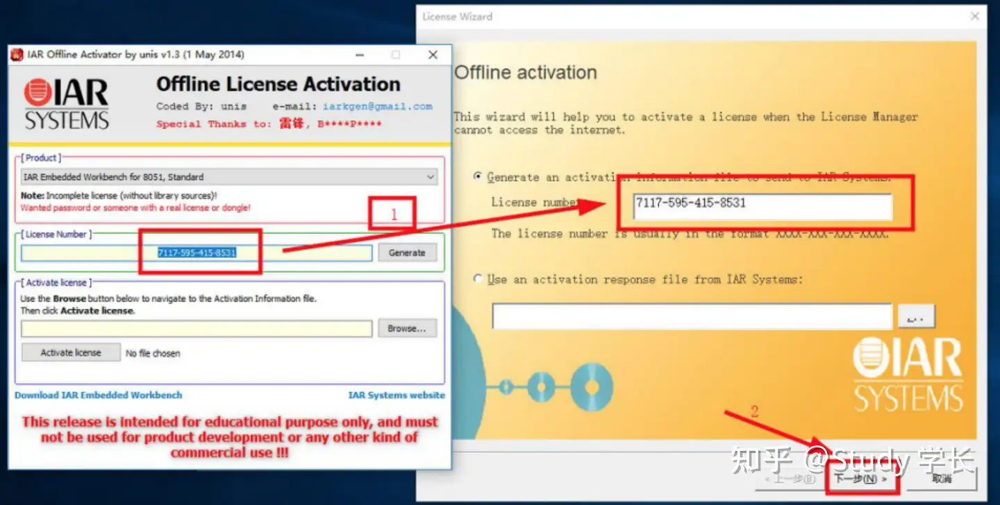 License Wizard
IAR Offline Activator by unis v1.3 (1 May 2014)
IAR
SYSTEMS
Offline License Activation
Coded By: unis e-mail: iarkgen@gmail.com
Special Thanks to: 雷锋, B****P****
[ Product ]
IAR Embedded Workbench for 8051, Standard
Note: Incomplete license (without library sources)!
Wanted password or someone with a real license or dongle!
1
[ License Number ]
7117-595-415-8531
Generate
[ Activate license ]
Use the Browse button below to navigate to the Activation Information file.
Then click Activate license.
Browse...
Activate license
No file chosen
Download IAR Embedded Workbench
IAR Systems website
This release is intended for educational purpose only, and must
not be used for product development or any other kind of
commercial use !!!
Offline activation
This wizard will help you to activate a license when the License Manager
cannot access the internet.
Generate an activation information file to send to IAR Systems.
License number:
7117-595-415-8531
The license number is usually in the format XXXX-XXX-XXX-XXXX.
Use an activation response file from IAR Systems:
...
IAR
SYSTEMS
2
知乎 @Study 学长
< 上一步(B)
下一步(N) >
取消